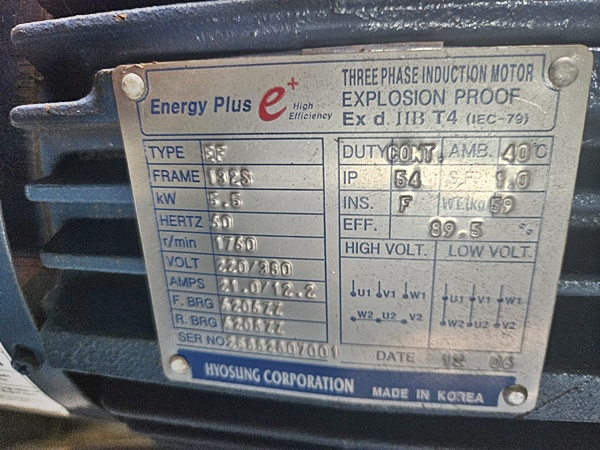 Energy Plus e+ High Efficiency
THREE PHASE INDUCTION MOTOR
EXPLOSION PROOF
Ex d IIB T4 (IEC-79)
TYPE
FRAME 132S
kW 5.5
HERTZ 60
r/min 1760
VOLT 220/380
AMPS 21.0/12.2
F. BRG
R. BRG
SER NO.
DUTY CONT. AMB. 40°C
IP 54 S.F 1.0
INS. F WT.(kg) 59
EFF. 89.5 %
HIGH VOLT. LOW VOLT.
U1 V1 W1 U1 V1 W1
W2 U2 V2 W2 U2 V2
DATE
HYOSUNG CORPORATION MADE IN KOREA